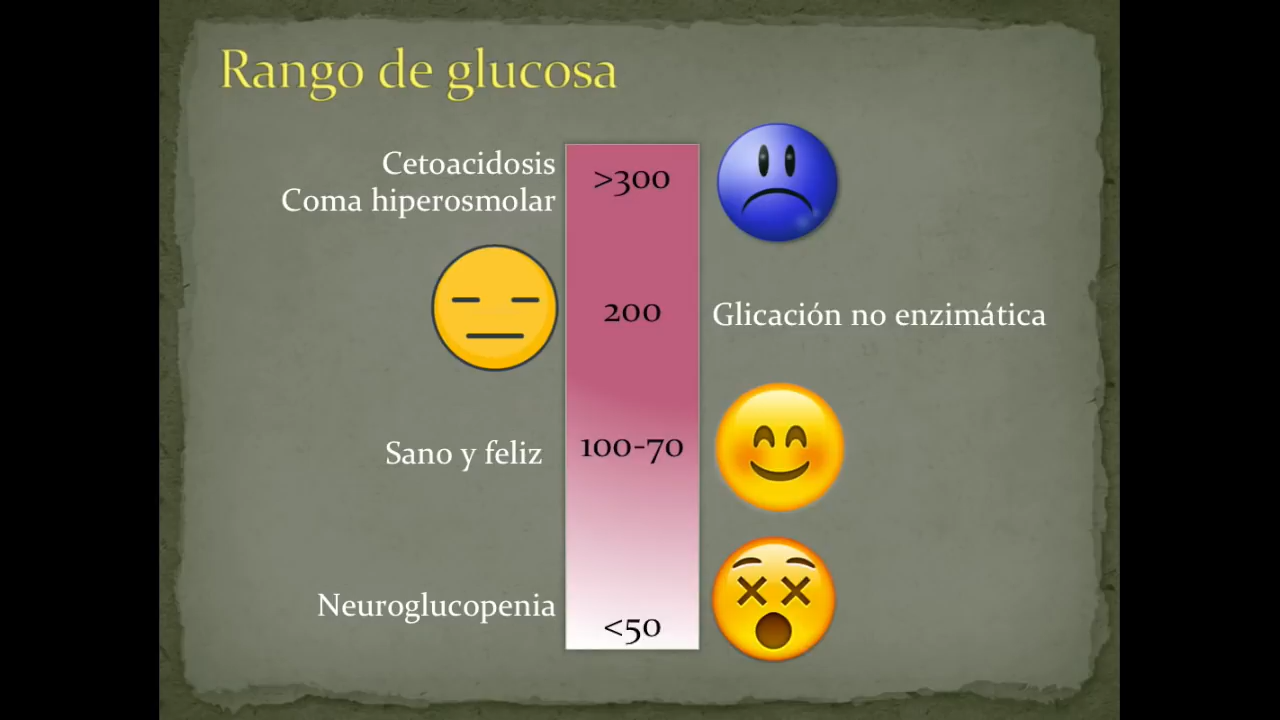 Rango de glucosa
Cetoacidosis
Coma hiperosmolar
>300
200
Glicación no enzimática
Sano y feliz
100-70
Neuroglucopenia
<50